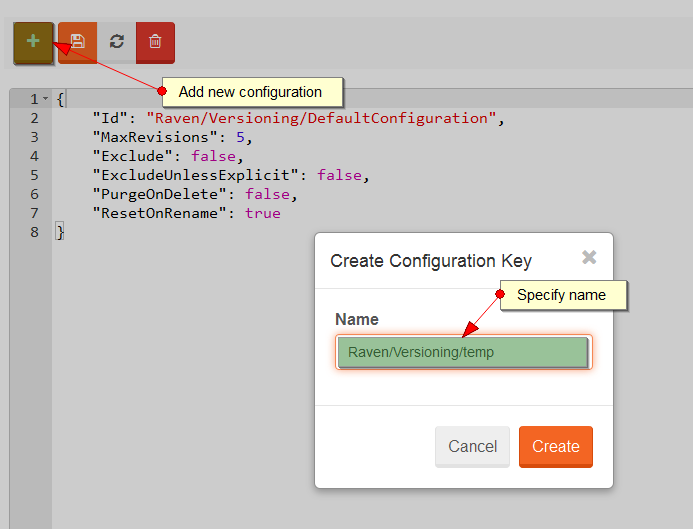 Add new configuration
1 {
2 "Id": "Raven/Versioning/DefaultConfiguration",
3 "MaxRevisions": 5,
4 "Exclude": false,
5 "ExcludeUnlessExplicit": false,
6 "PurgeOnDelete": false,
7 "ResetOnRename": true
8 }
Create Configuration Key ×
Specify name
Name
Raven/Versioning/temp
Cancel Create